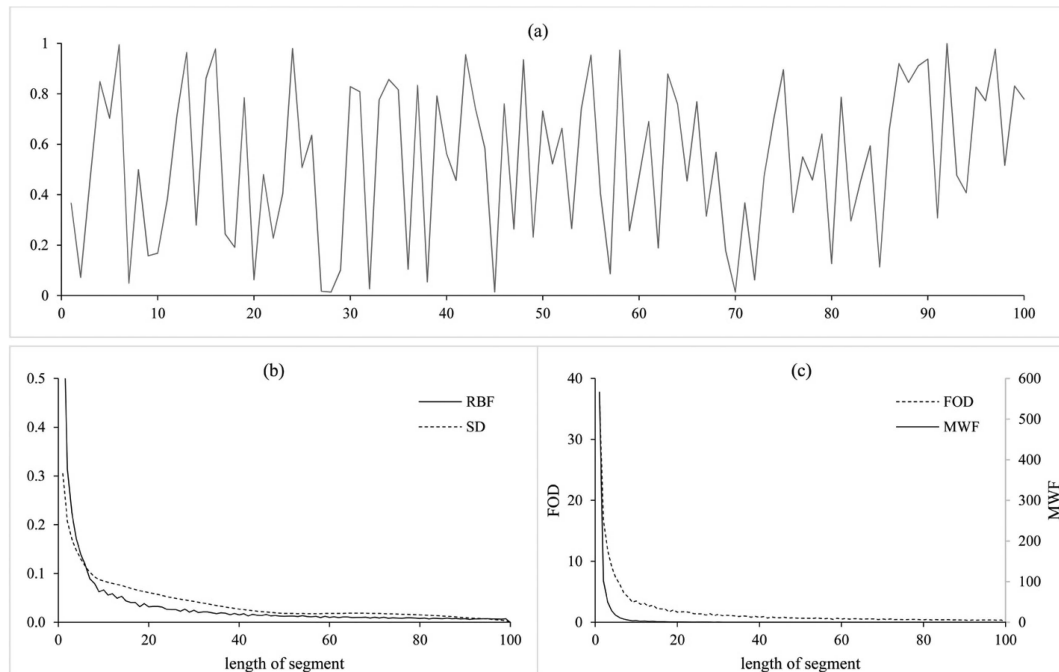 (a)
1
0.8
0.6
0.4
0.2
0
0 10 20 30 40 50 60 70 80 90 100
(b)
0.5
0.4
0.3
0.2
0.1
0.0
0 20 40 60 80 100
length of segment
RBF
SD
(c)
40
30
20
10
0
FOD
0 20 40 60 80 100
length of segment
FOD
MWF
600
500
400
300
200
100
0
MWF